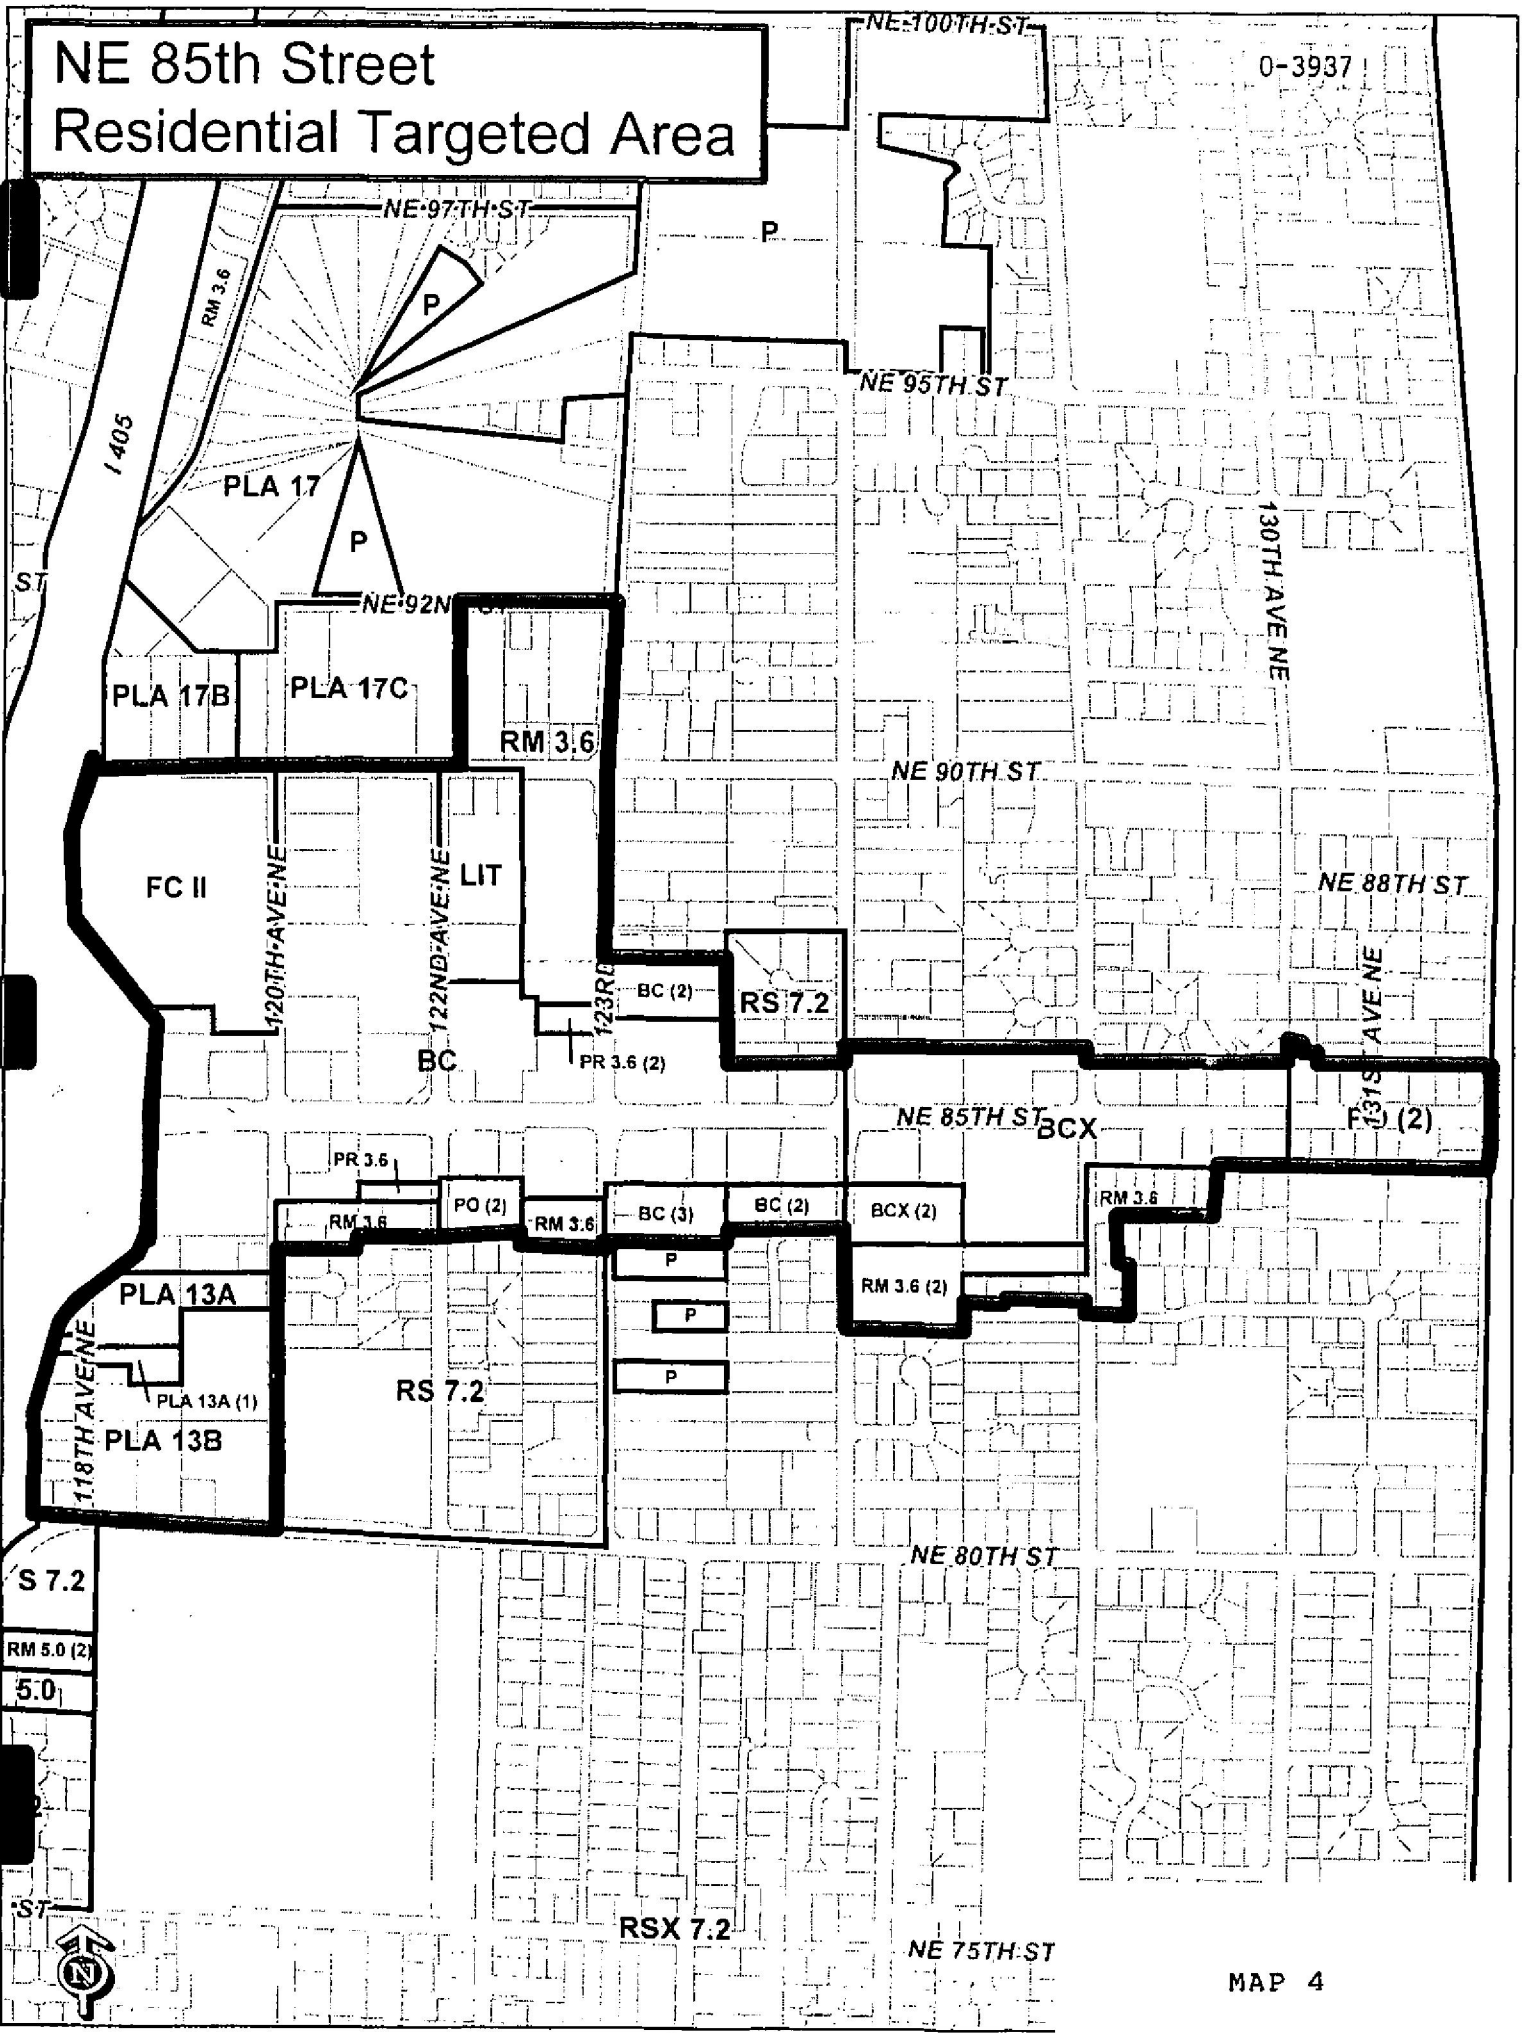 NE 85th Street
Residential Targeted Area
NE 100TH ST
O-3937
NE 97TH ST
P
RM 3.6
P
NE 95TH ST
I 405
PLA 17
130TH AVE NE
P
ST
NE 92N
PLA 17B
PLA 17C
RM 3.6
NE 90TH ST
FC II
120TH AVE NE
122ND AVE NE
LIT
NE 88TH ST
123RD
BC (2)
RS 7.2
131ST AVE NE
BC
PR 3.6 (2)
NE 85TH ST
BCX
(2)
PR 3.6
RM 3.6
PO (2)
RM 3.6
BC (3)
BC (2)
BCX (2)
RM 3.6
P
PLA 13A
RM 3.6 (2)
P
118TH AVE NE
P
PLA 13A (1)
RS 7.2
PLA 13B
NE 80TH ST
S 7.2
RM 5.0 (2)
5.0
ST
RSX 7.2
NE 75TH ST
N
MAP 4